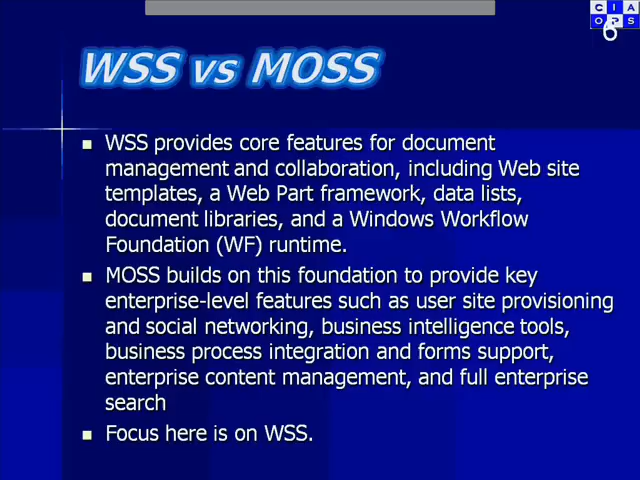 CIA
OPS
6
WSS vs MOSS
WSS provides core features for document
management and collaboration, including Web site
templates, a Web Part framework, data lists,
document libraries, and a Windows Workflow
Foundation (WF) runtime.
MOSS builds on this foundation to provide key
enterprise-level features such as user site provisioning
and social networking, business intelligence tools,
business process integration and forms support,
enterprise content management, and full enterprise
search
Focus here is on WSS.